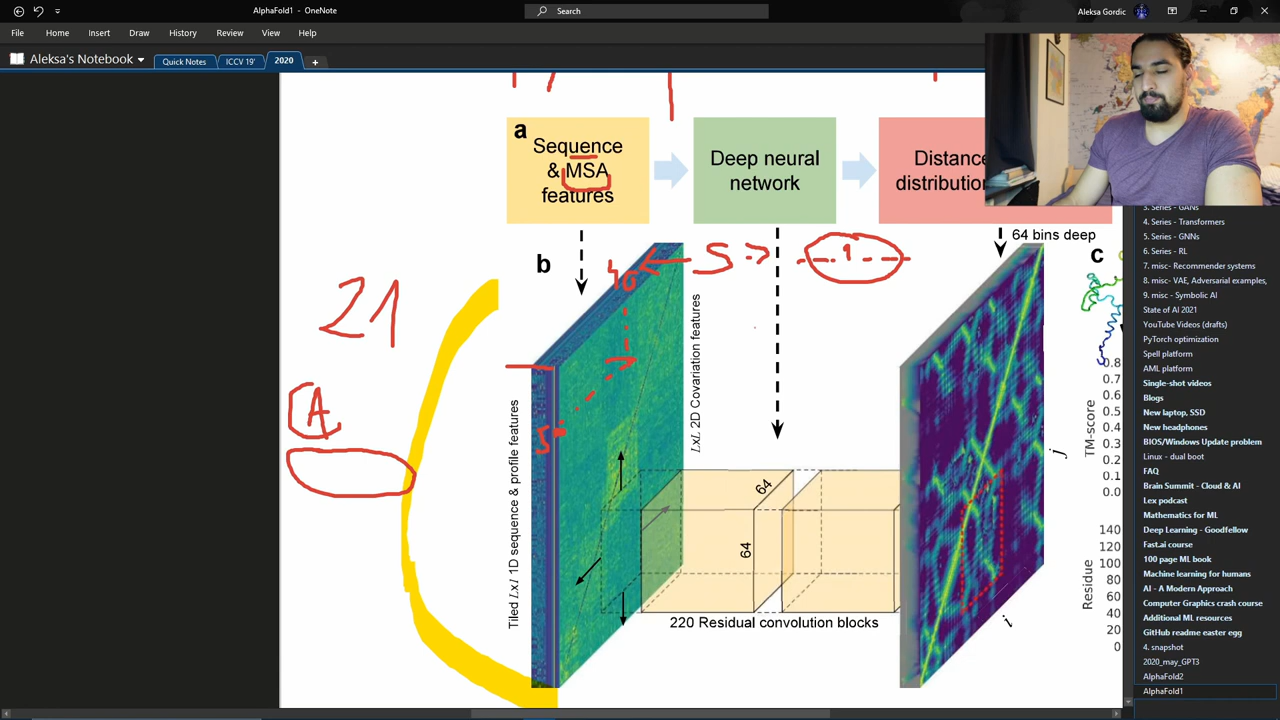 AlphaFold1 - OneNote
Search
Aleksa Gordic
File Home Insert Draw History Review View Help
Aleksa's Notebook
Quick Notes
ICCV 19'
2020
a
Sequence
& MSA
features
Deep neural
network
Distance
distribution
64 bins deep
b
c
S
21
A
Tiled Lx1 1D sequence & profile features
LxL 2D Covariation features
64
64
220 Residual convolution blocks
i
j
TM-score
0.8
0.7
0.6
0.5
0.4
0.3
0.2
0.1
0.0
Residue
140
120
100
80
60
40
20
0
3. Series - GANs
4. Series - Transformers
5. Series - GNNs
6. Series - RL
7. misc- Recommender systems
8. misc- VAE, Adversarial examples,
9. misc - Symbolic AI
State of AI 2021
YouTube Videos (drafts)
PyTorch optimization
Spell platform
AML platform
Single-shot videos
Blogs
New laptop, SSD
New headphones
BIOS/Windows Update problem
Linux - dual boot
FAQ
Brain Summit - Cloud & AI
Lex podcast
Mathematics for ML
Deep Learning - Goodfellow
Fast.ai course
100 page ML book
Machine learning for humans
AI - A Modern Approach
Computer Graphics crash course
Additional ML resources
GitHub readme easter egg
4. snapshot
2020_may_GPT3
AlphaFold2
AlphaFold1